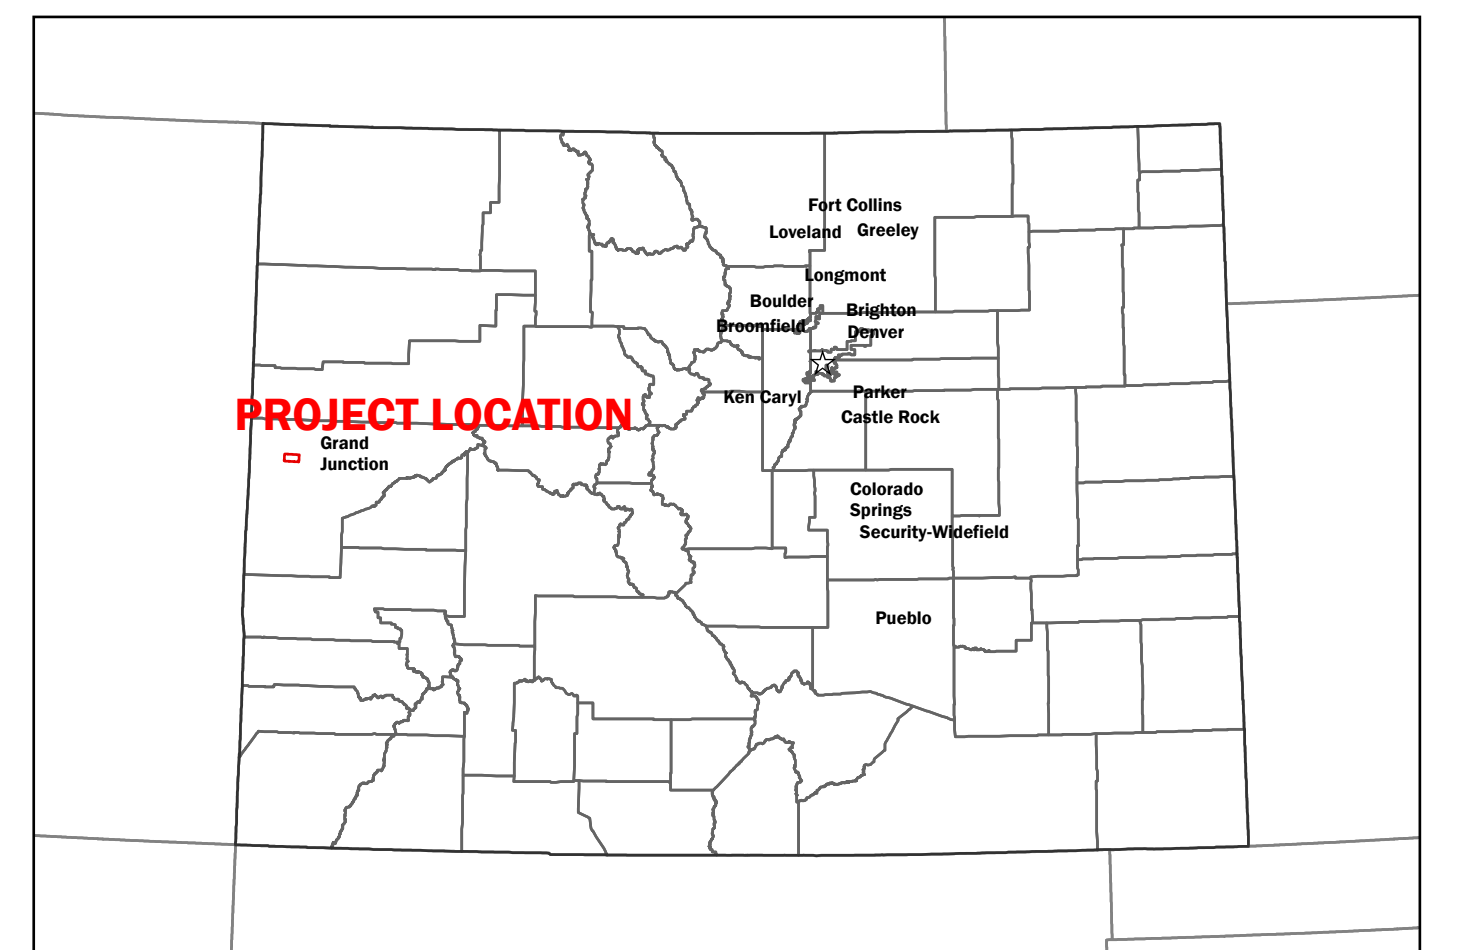 Fort Collins
Loveland
Greeley
Longmont
Boulder
Brighton
Broomfield
Denver
Ken Caryl
Parker
PROJECT LOCATION
Castle Rock
Grand
Junction
Colorado
Springs
Security-Widefield
Pueblo